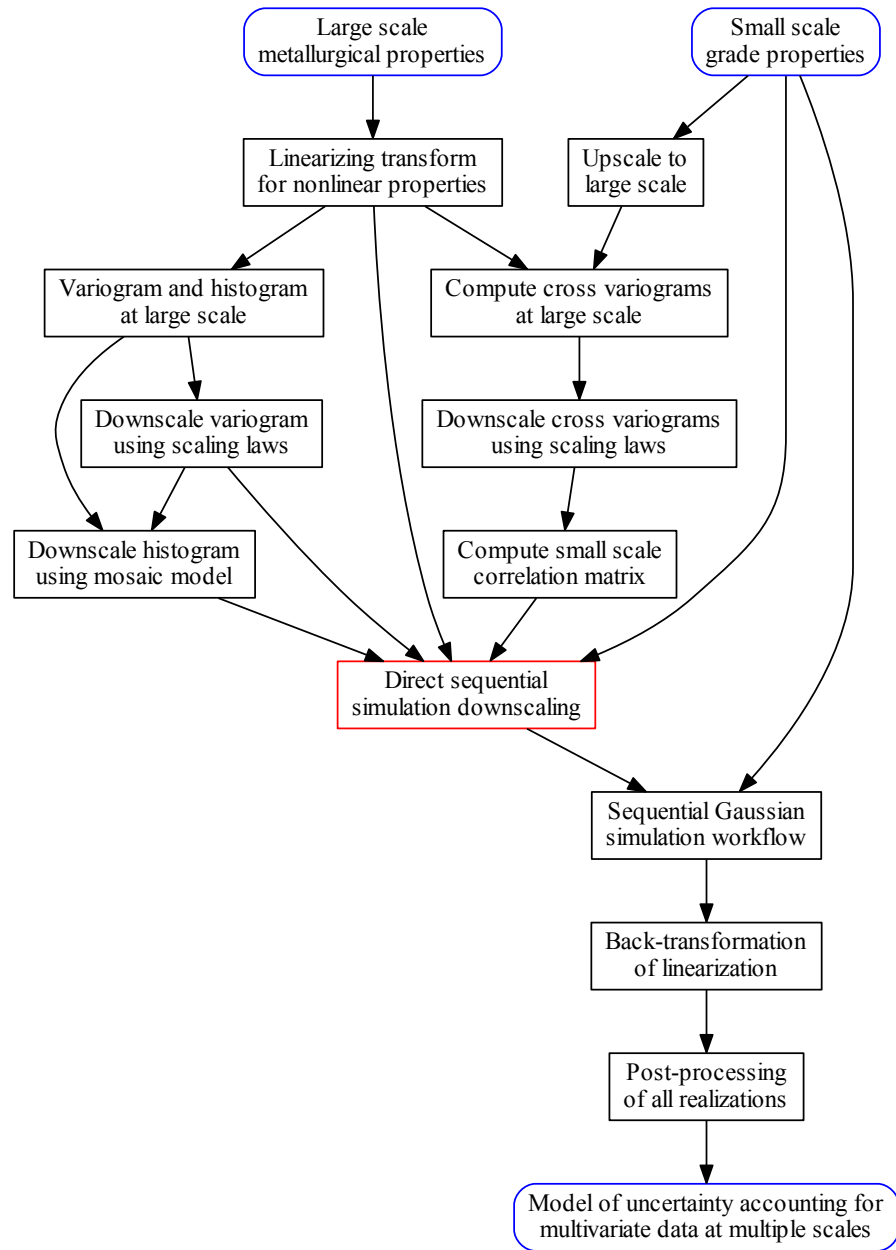 Large scale
metallurgical properties
Small scale
grade properties
Linearizing transform
for nonlinear properties
Upscale to
large scale
Variogram and histogram
at large scale
Compute cross variograms
at large scale
Downscale variogram
using scaling laws
Downscale cross variograms
using scaling laws
Downscale histogram
using mosaic model
Compute small scale
correlation matrix
Direct sequential
simulation downscaling
Sequential Gaussian
simulation workflow
Back-transformation
of linearization
Post-processing
of all realizations
Model of uncertainty accounting for
multivariate data at multiple scales